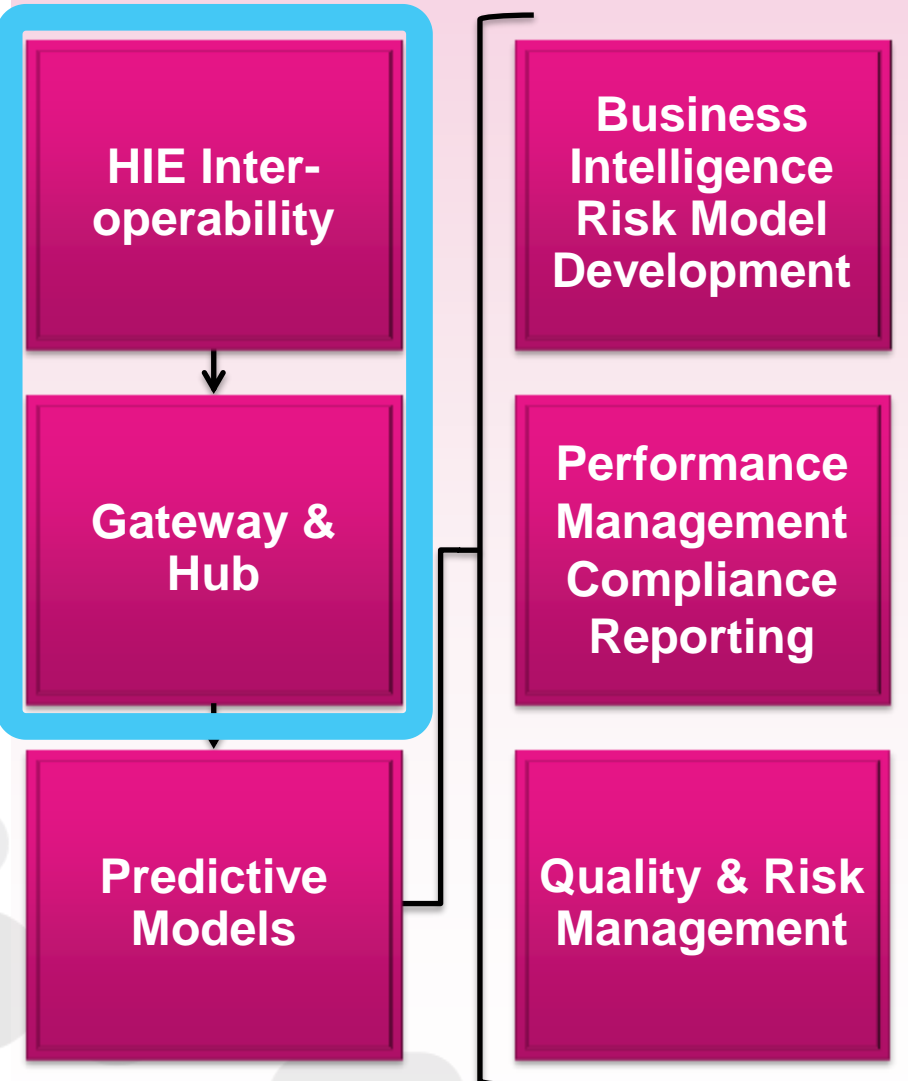 HIE Inter-
operability
Gateway &
Hub
Predictive
Models
Business
Intelligence
Risk Model
Development
Performance
Management
Compliance
Reporting
Quality & Risk
Management